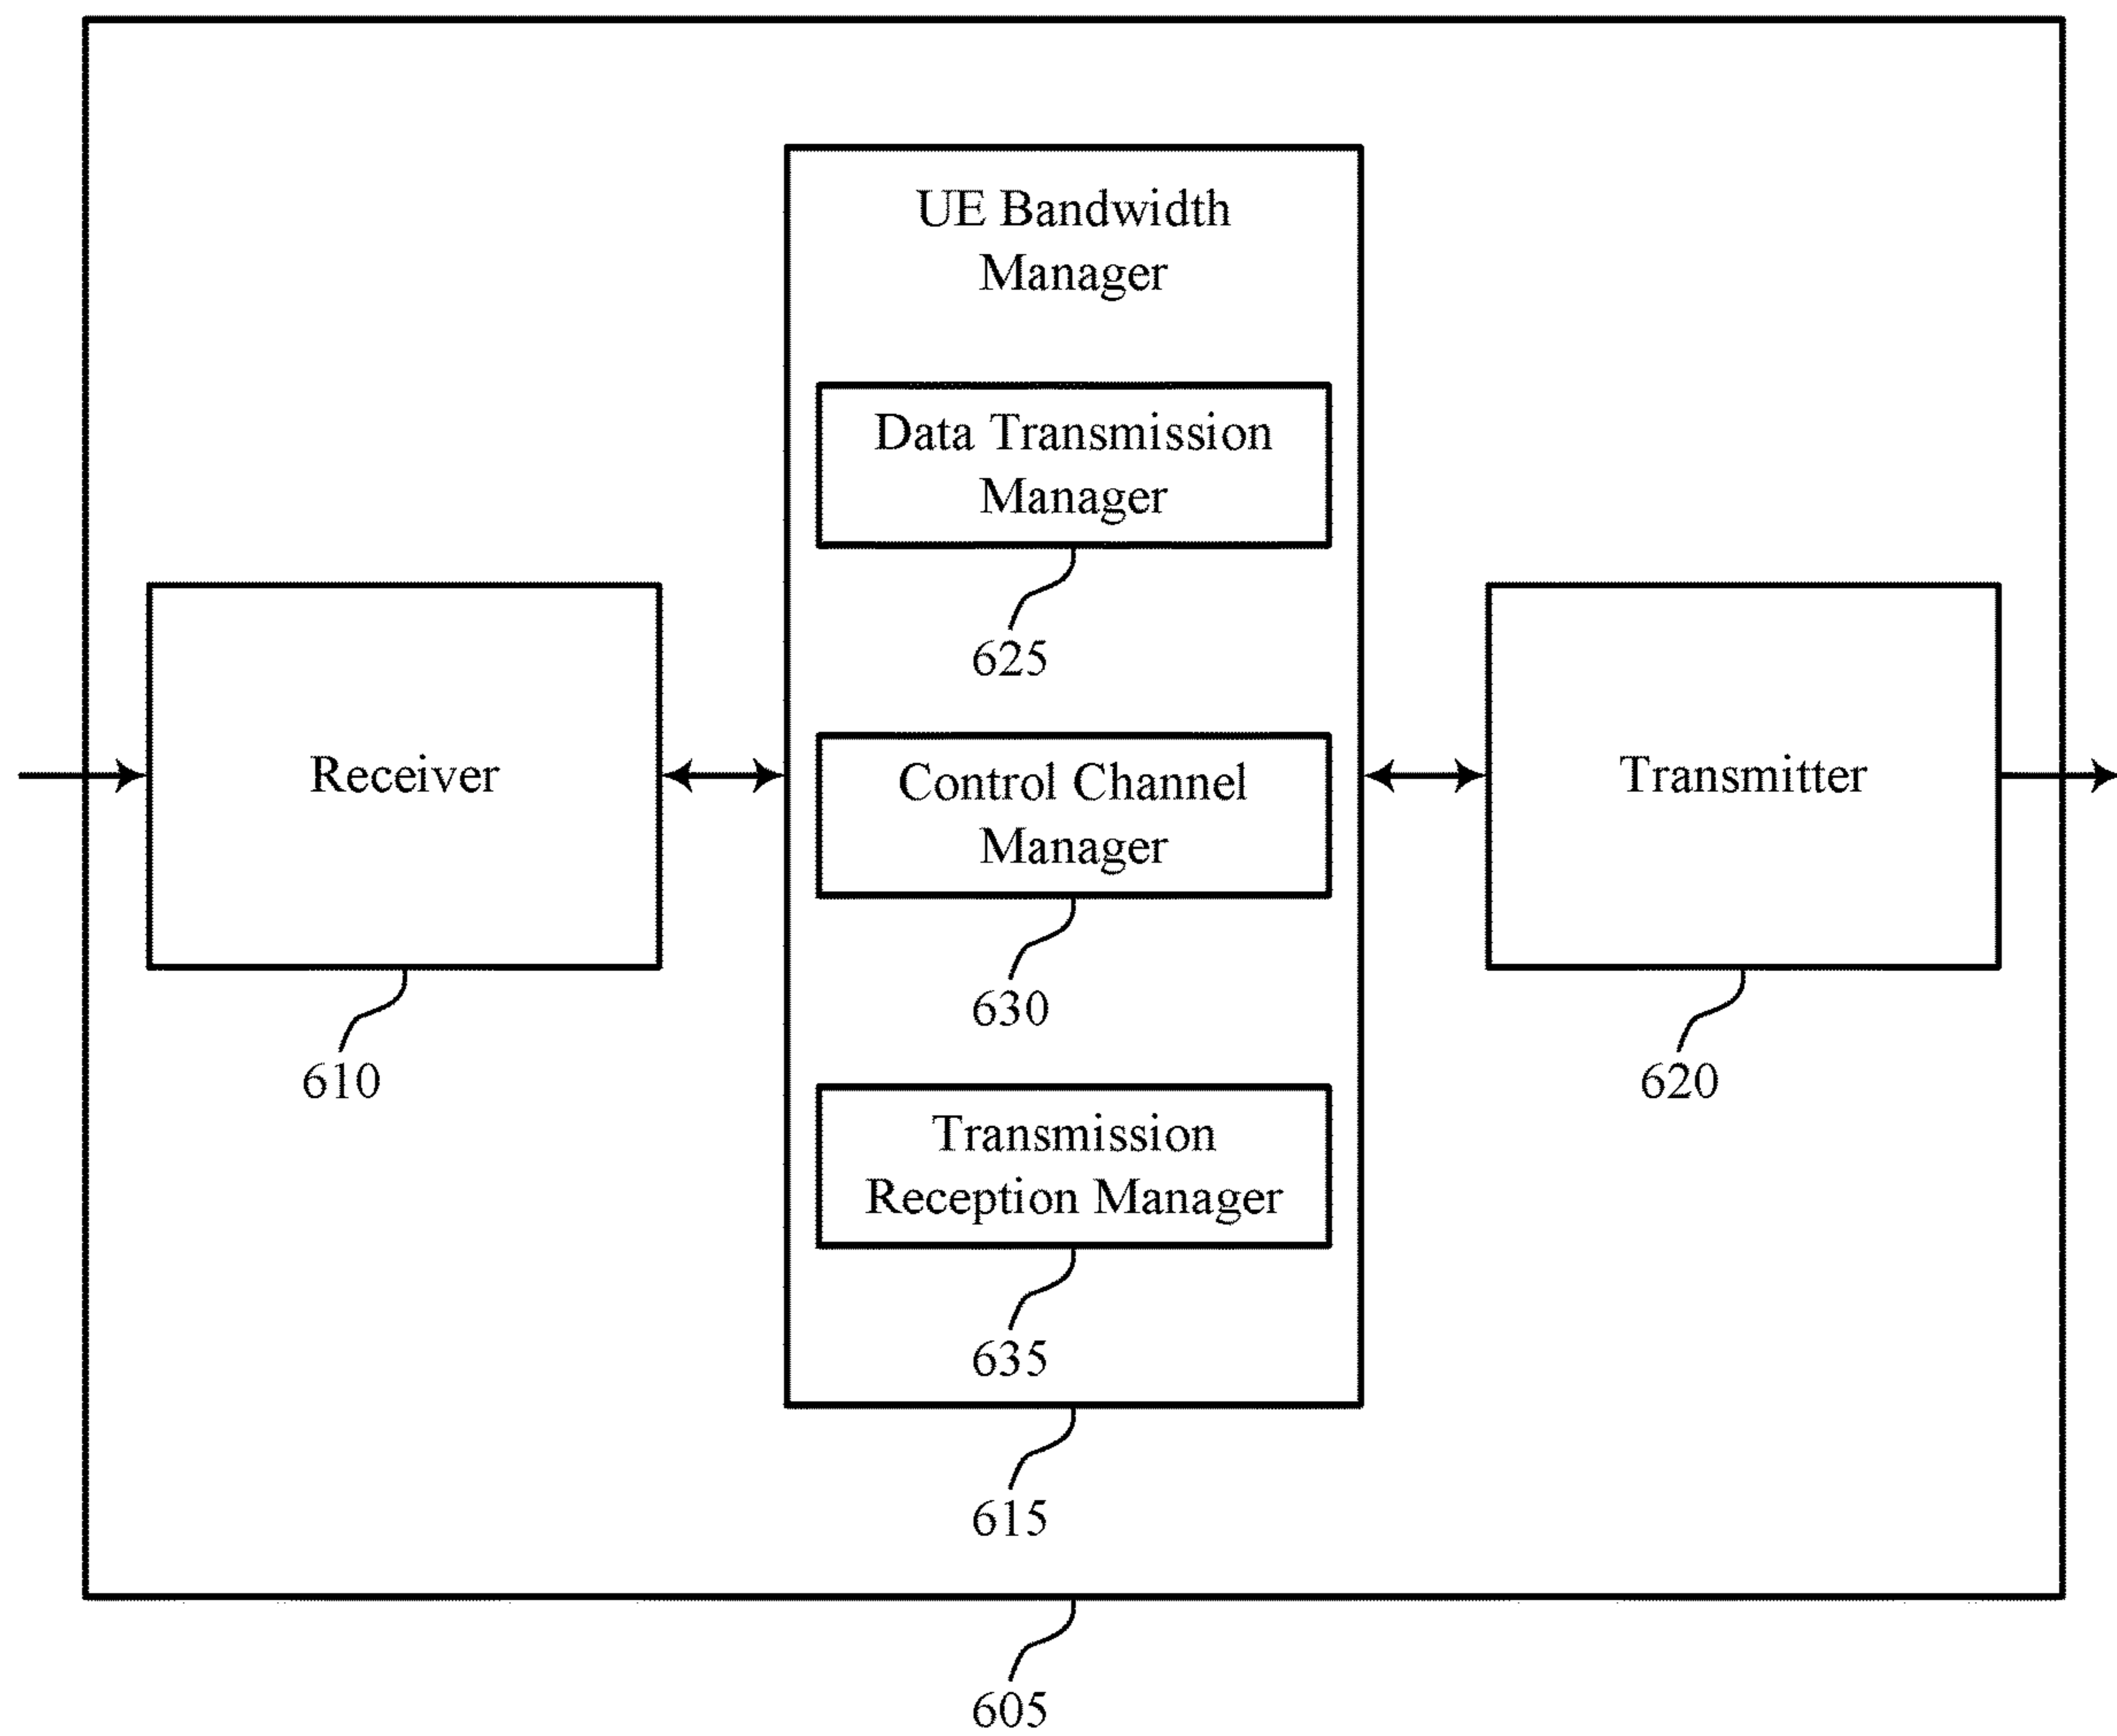 UE Bandwidth
Manager
Data Transmission
Manager
625
Receiver
610
Control Channel
Manager
630
Transmitter
620
Transmission
Reception Manager
635
615
605